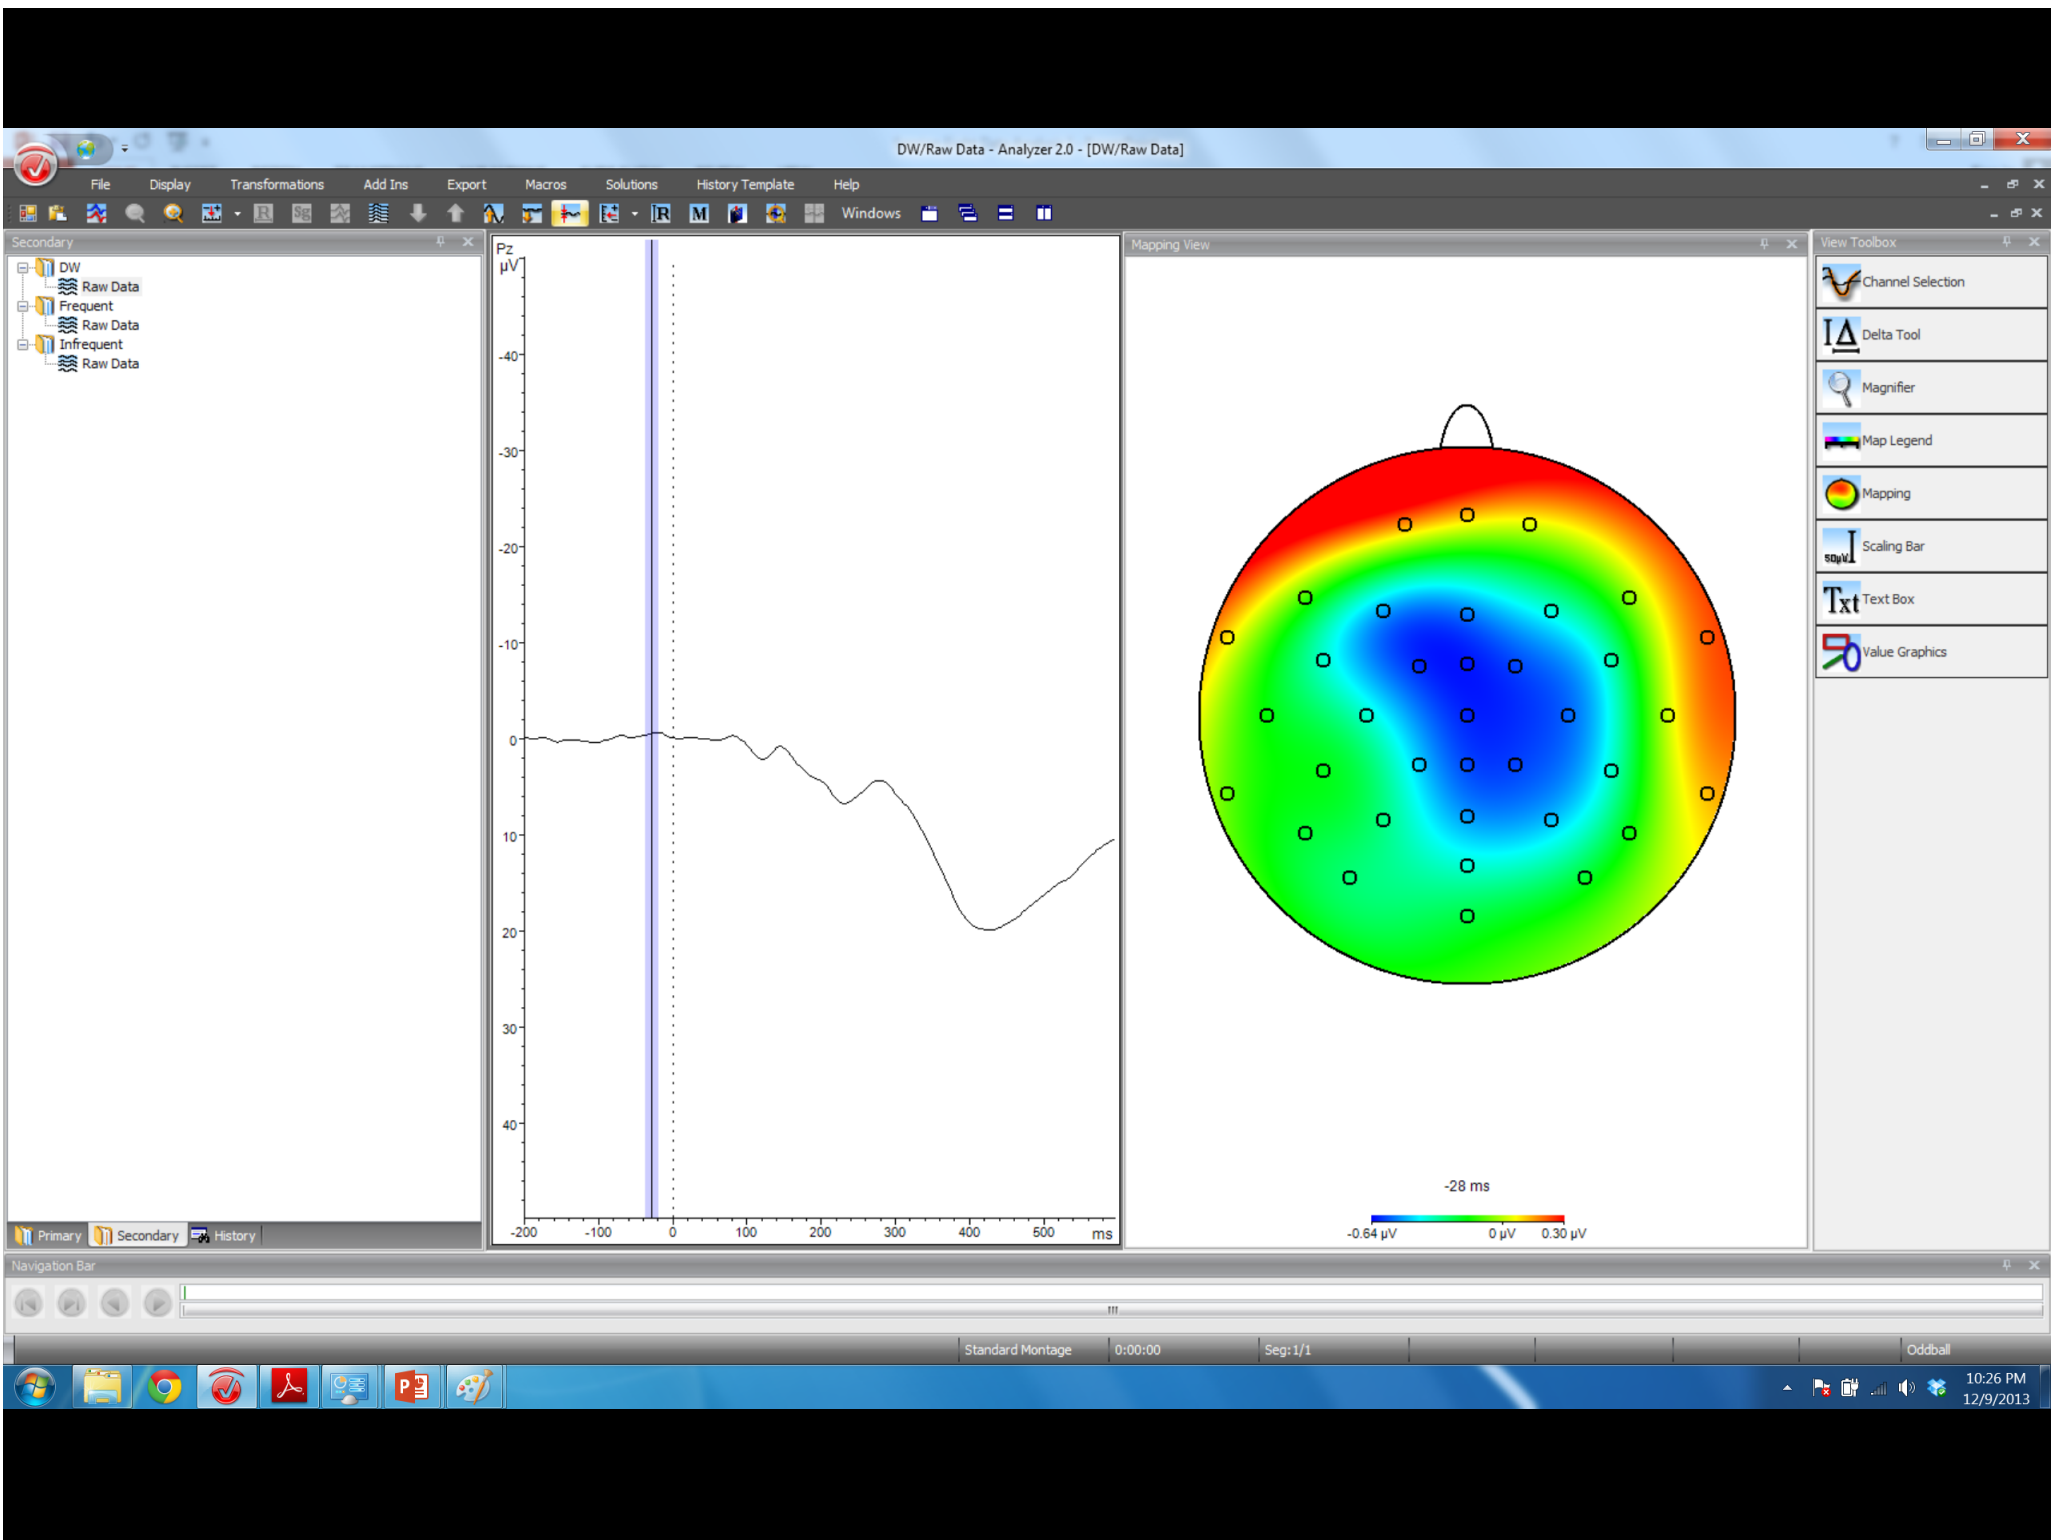 DW/Raw Data - Analyzer 2.0 - [DW/Raw Data]
File Display Transformations Add Ins Export Macros Solutions History Template Help
R Sg R M Windows
Secondary
DW
Raw Data
Frequent
Raw Data
Infrequent
Raw Data
Primary Secondary History
Pz
µV
-40
-30
-20
-10
0
10
20
30
40
-200 -100 0 100 200 300 400 500 ms
Mapping View
-28 ms
-0.64 µV 0 µV 0.30 µV
View Toolbox
Channel Selection
Delta Tool
Magnifier
Map Legend
Mapping
50µV Scaling Bar
Txt Text Box
Value Graphics
Navigation Bar
Standard Montage 0:00:00 Seg: 1/1 Oddball
10:26 PM
12/9/2013